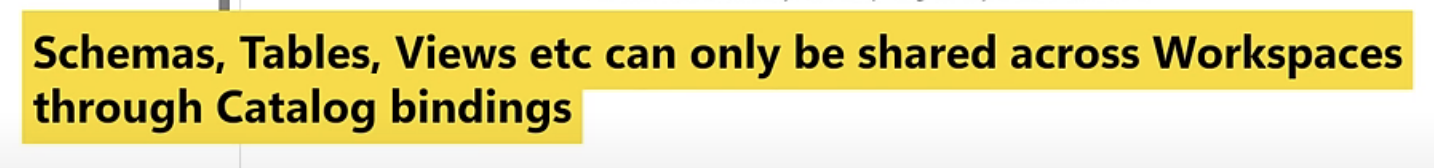 Schemas, Tables, Views etc can only be shared across Workspaces
through Catalog bindings